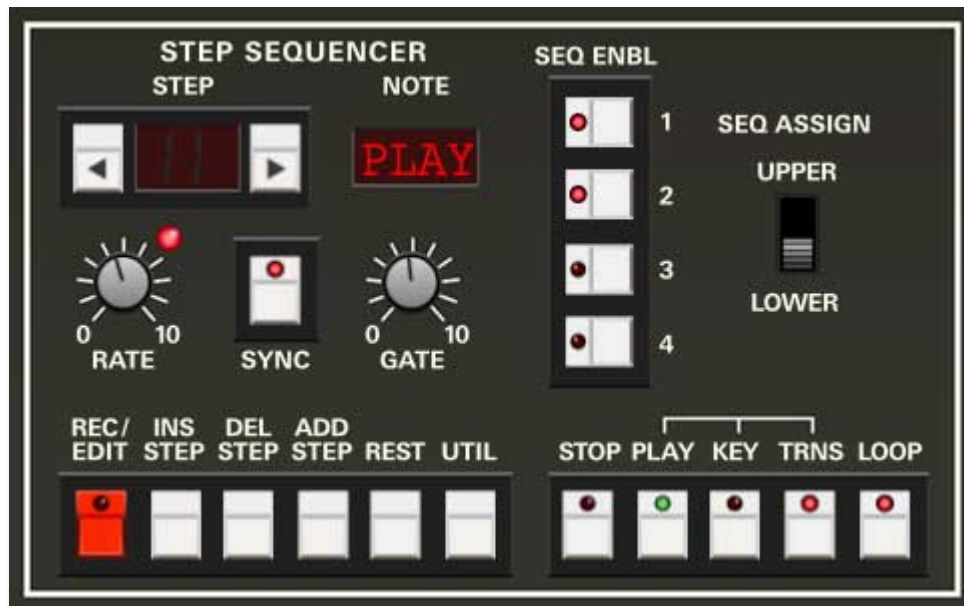 STEP SEQUENCER
STEP
NOTE
11
PLAY
SEQ ENBL
1
2
3
4
SEQ ASSIGN
UPPER
LOWER
0
10
RATE
SYNC
0
10
GATE
REC/
EDIT
INS
STEP
DEL
STEP
ADD
STEP
REST
UTIL
STOP
PLAY
KEY
TRNS
LOOP